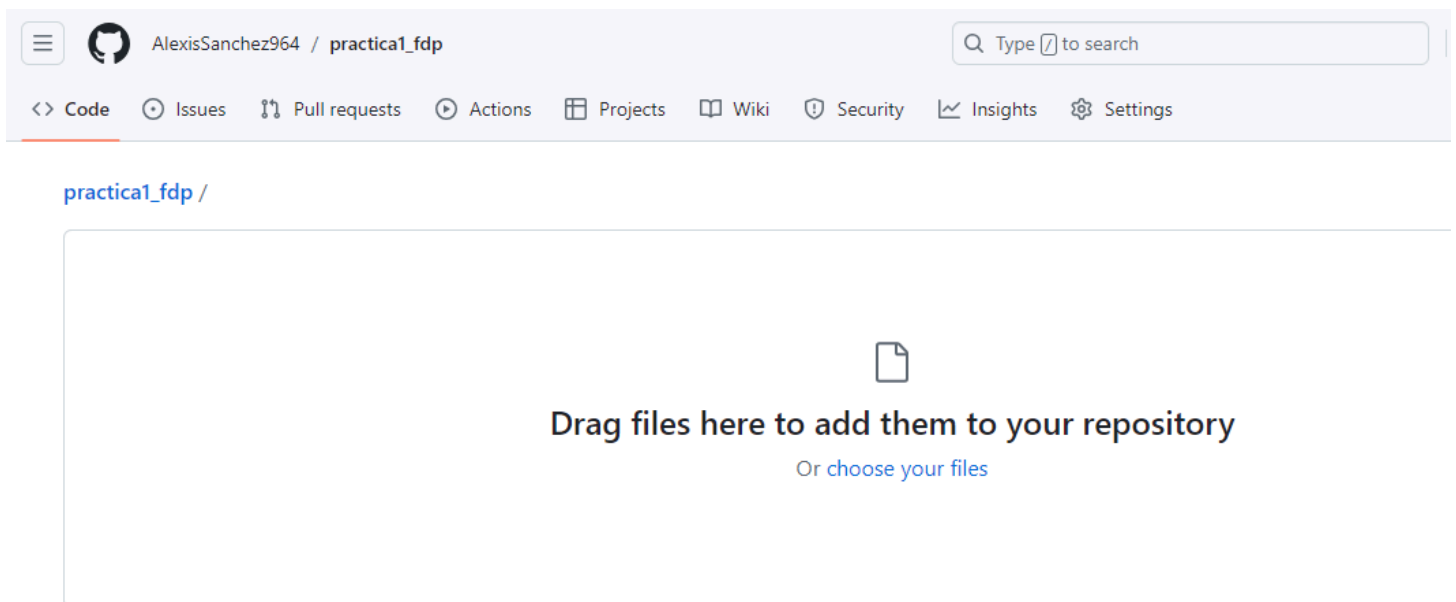 AlexisSanchez964 / practica1_fdp
Type / to search
<> Code Issues Pull requests Actions Projects Wiki Security Insights Settings
practica1_fdp /
Drag files here to add them to your repository
Or choose your files